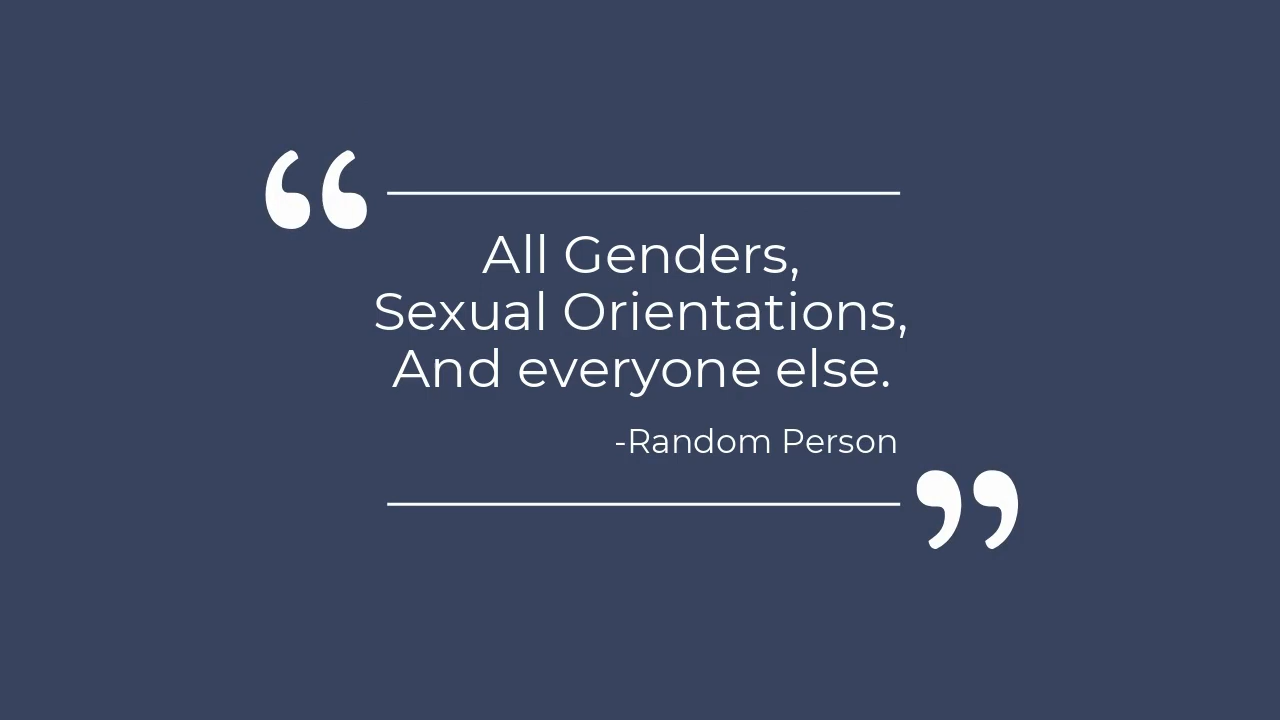 All Genders,
Sexual Orientations,
And everyone else.
-Random Person